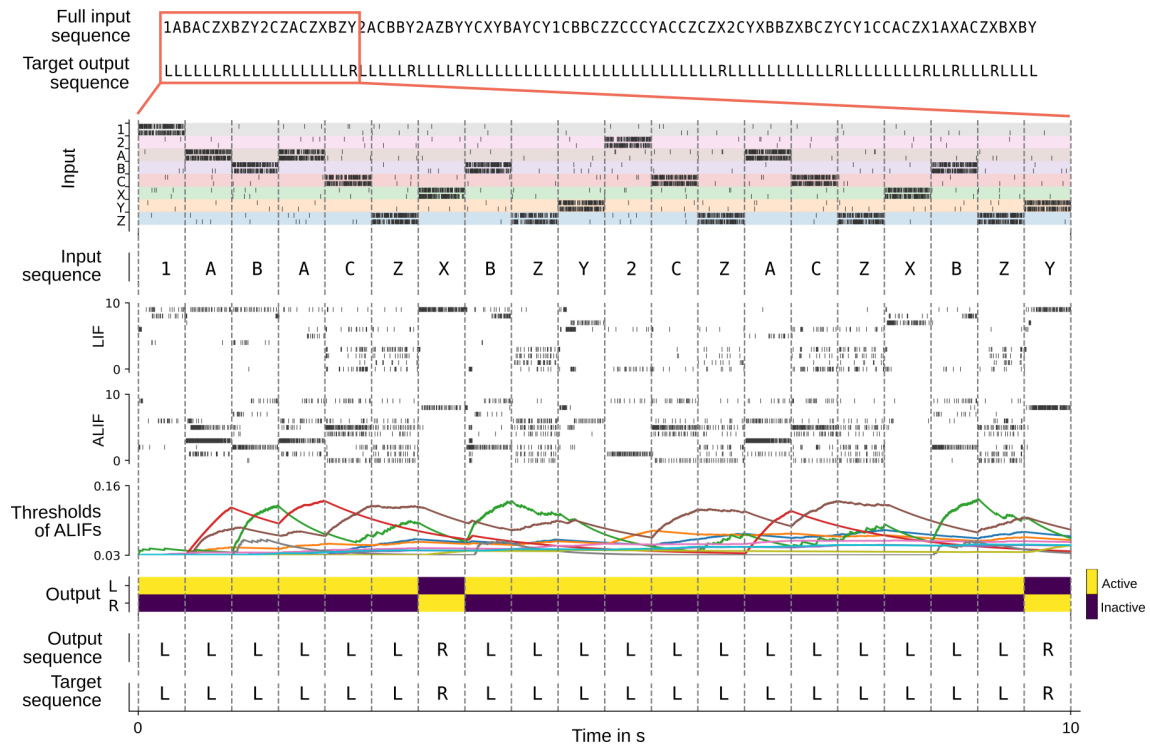 Full input
sequence
1ABACZXBZY2CZACZXBZY2ACBBY2AZBYYCXYBAYCY1CBBCZZCCCYACCZCZX2CYXBBZXBCZYCY1CCACZX1AXACZXBXBY
Target output
sequence
LLLLLLRLLLLLLLLLLLLRLLLLLRLLLLRLLLLLLLLLLLLLLLLLLLLLLLLLLRLLLLLLLLLLLRLLLLLLLLRLLRLLLRLLLL
Input
1
2
A
B
C
X
Y
Z
Input
sequence
1 A B A C Z X B Z Y 2 C Z A C Z X B Z Y
LIF
10
0
ALIF
10
0
Thresholds
of ALIFs
0.16
0.03
Output
L
R
Active
Inactive
Output
sequence
L L L L L L R L L L L L L L L L L L L R
Target
sequence
L L L L L L R L L L L L L L L L L L L R
0
10
Time in s